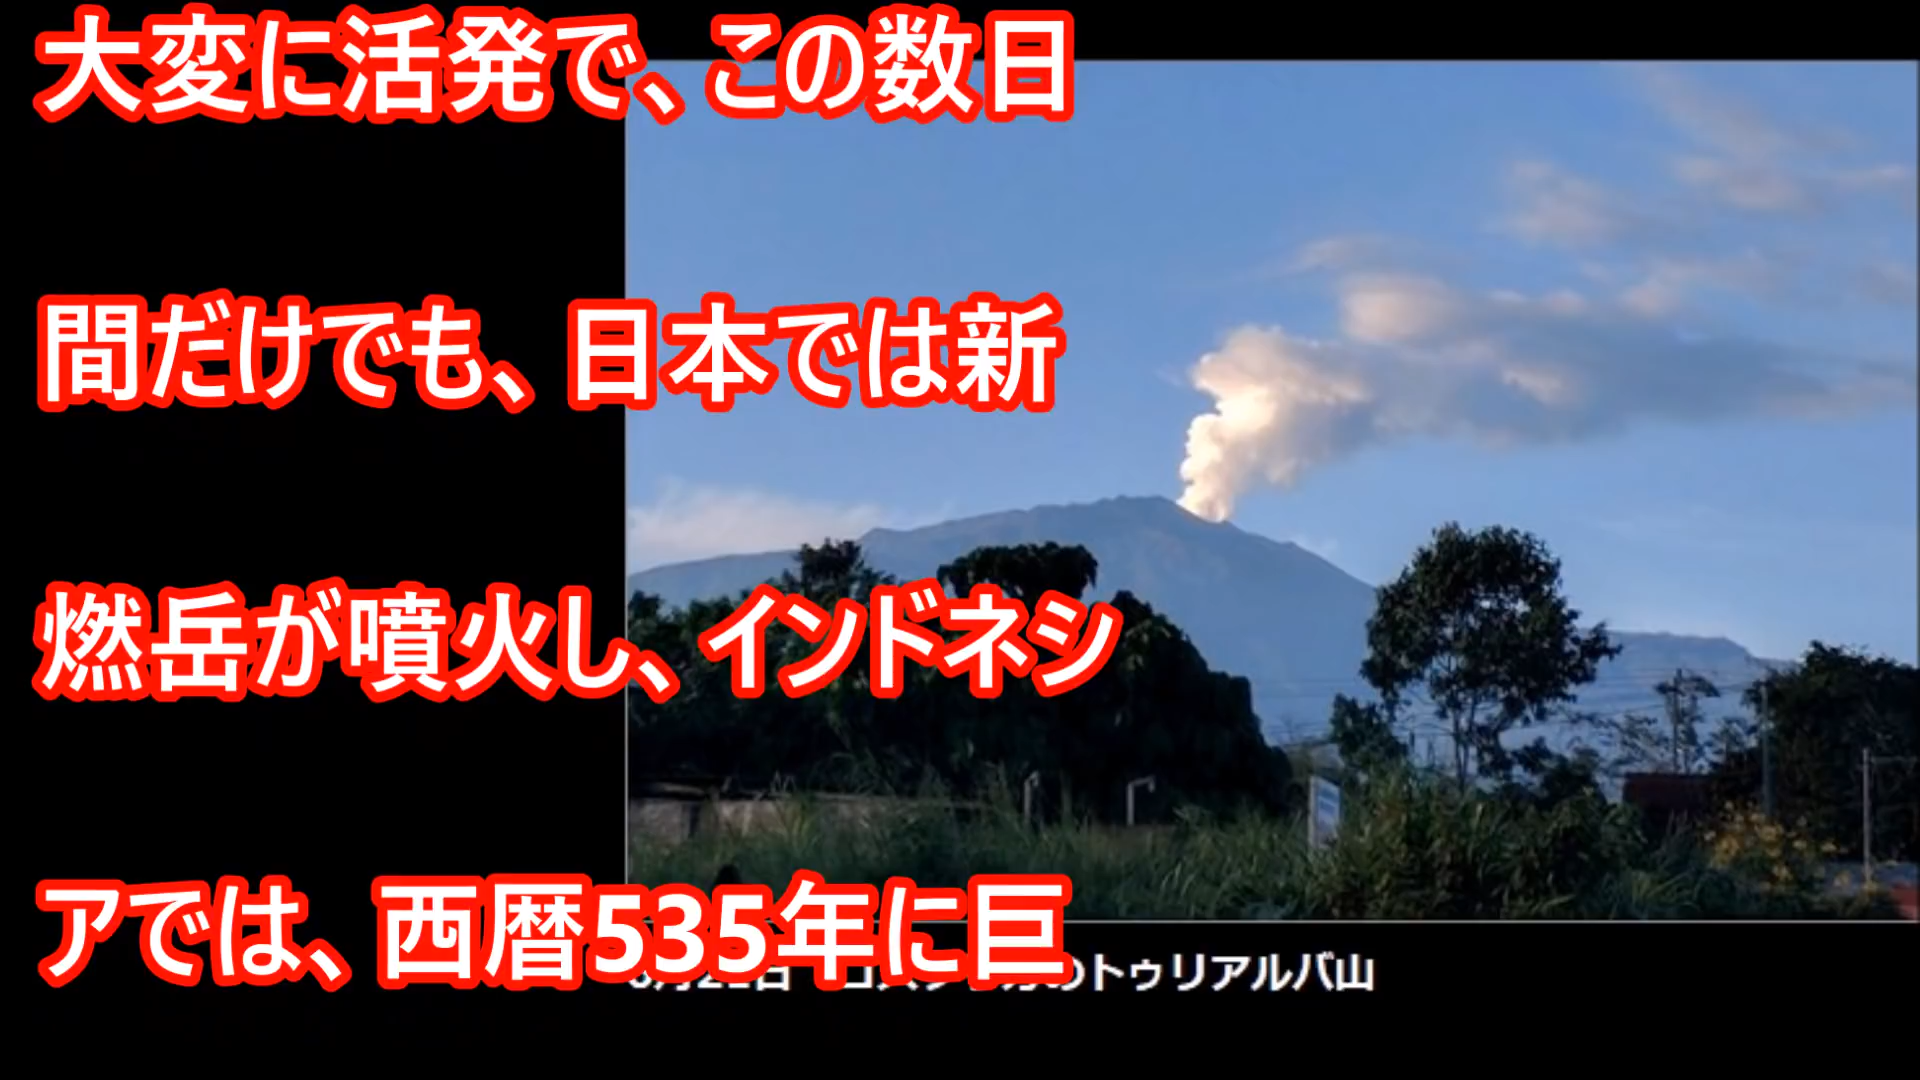 大変に活発で、この数日
間だけでも、日本では新
燃岳が噴火し、インドネシ
アでは、西暦535年に巨
のトゥリアルバ山